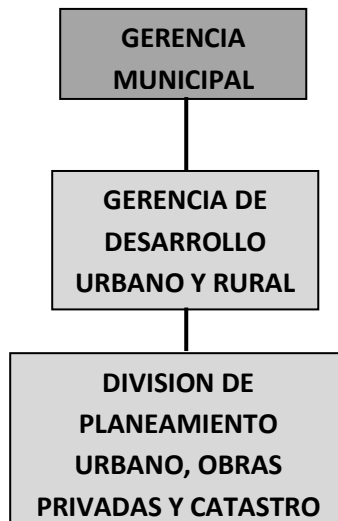 GERENCIA
MUNICIPAL
GERENCIA DE
DESARROLLO
URBANO Y RURAL
DIVISION DE
PLANEAMIENTO
URBANO, OBRAS
PRIVADAS Y CATASTRO